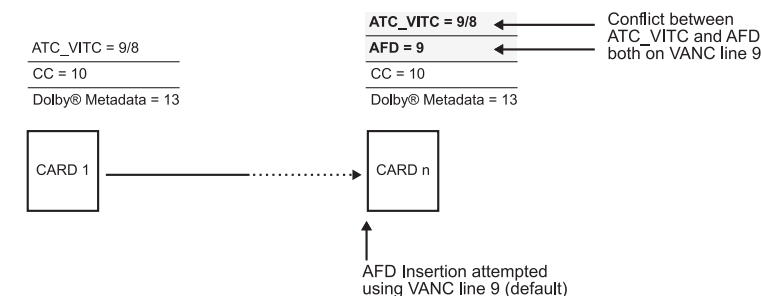 ATC_VITC = 9/8
CC = 10
Dolby® Metadata = 13
CARD 1
ATC_VITC = 9/8
AFD = 9
CC = 10
Dolby® Metadata = 13
Conflict between
ATC_VITC and AFD
both on VANC line 9
CARD n
AFD Insertion attempted
using VANC line 9 (default)